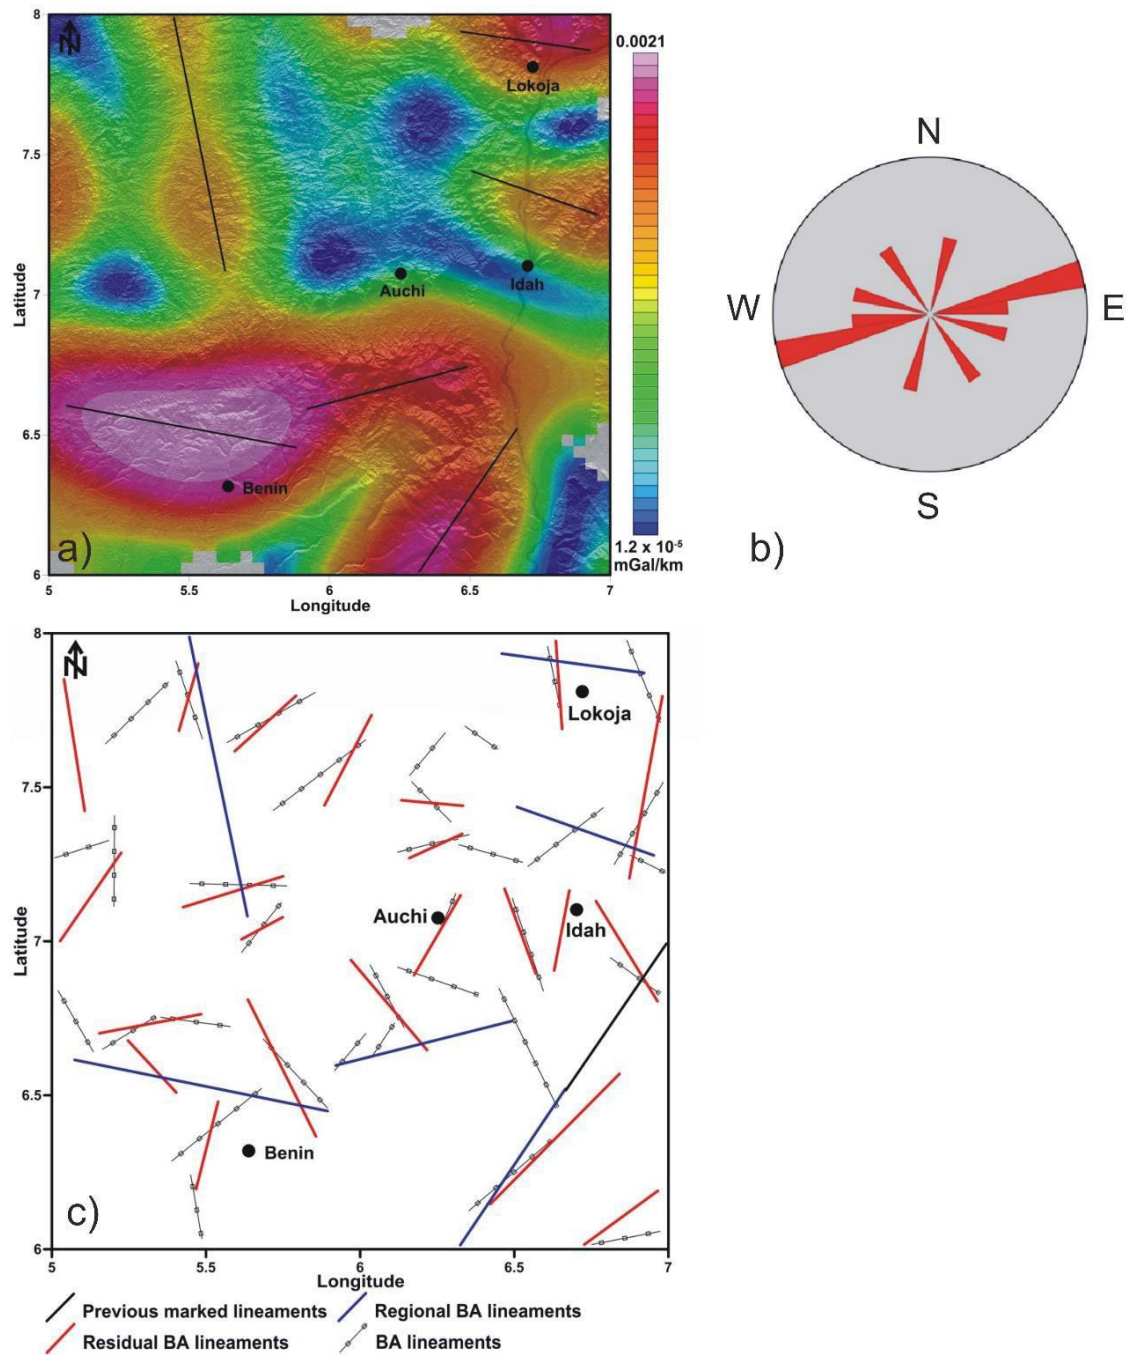 8
N
Lokoja
7.5
Latitude
Auchi
Idah
7
6.5
Benin
a)
6
5
5.5
6
6.5
7
Longitude
0.0021
1.2 x 10⁻⁵
mGal/km
N
W
E
S
b)
8
N
Lokoja
7.5
Latitude
Auchi
Idah
7
6.5
Benin
c)
6
5
5.5
6
6.5
7
Longitude
Previous marked lineaments
Regional BA lineaments
Residual BA lineaments
BA lineaments